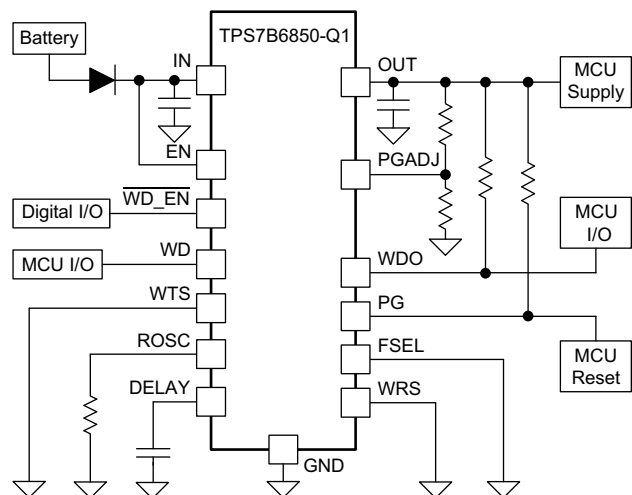 TPS7B6850-Q1
Battery
IN
EN
WD_EN
Digital I/O
WD
MCU I/O
WTS
ROSC
DELAY
GND
OUT
MCU
Supply
PGADJ
MCU
I/O
WDO
PG
FSEL
MCU
Reset
WRS